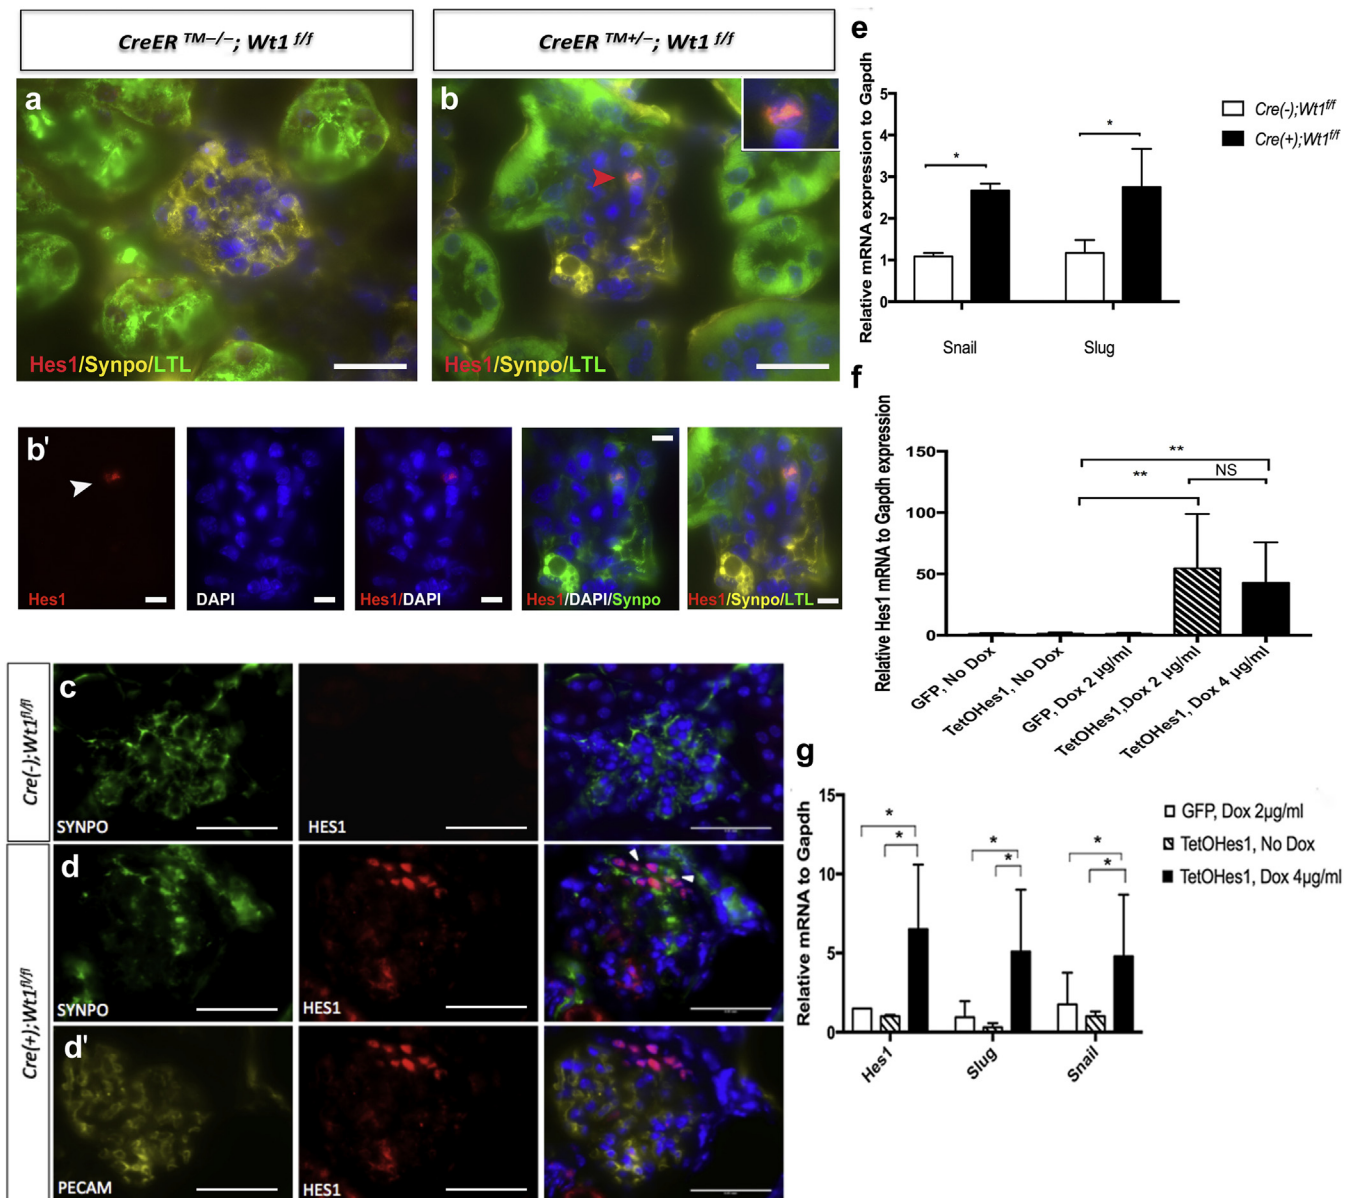 CreER TM–/–; Wt1 f/f
CreER TM+/–; Wt1 f/f
a
Hes1/Synpo/LTL
b
Hes1/Synpo/LTL
b'
Hes1
DAPI
Hes1/DAPI
Hes1/DAPI/Synpo
Hes1/Synpo/LTL
Cre(-);Wt1fl/fl
c
SYNPO
HES1
Cre(+);Wt1fl/fl
d
SYNPO
HES1
d'
PECAM
HES1
e
Relative mRNA expression to Gapdh
5
4
3
2
1
0
*
*
Snail
Slug
Cre(-);Wt1f/f
Cre(+);Wt1f/f
f
Relative Hes1 mRNA to Gapdh expression
150
100
50
0
**
**
NS
GFP, No Dox
TetOHes1, No Dox
GFP, Dox 2 µg/ml
TetOHes1,Dox 2 µg/ml
TetOHes1, Dox 4 µg/ml
g
Relative mRNA to Gapdh
15
10
5
0
*
*
*
*
*
*
Hes1
Slug
Snail
GFP, Dox 2µg/ml
TetOHes1, No Dox
TetOHes1, Dox 4µg/ml